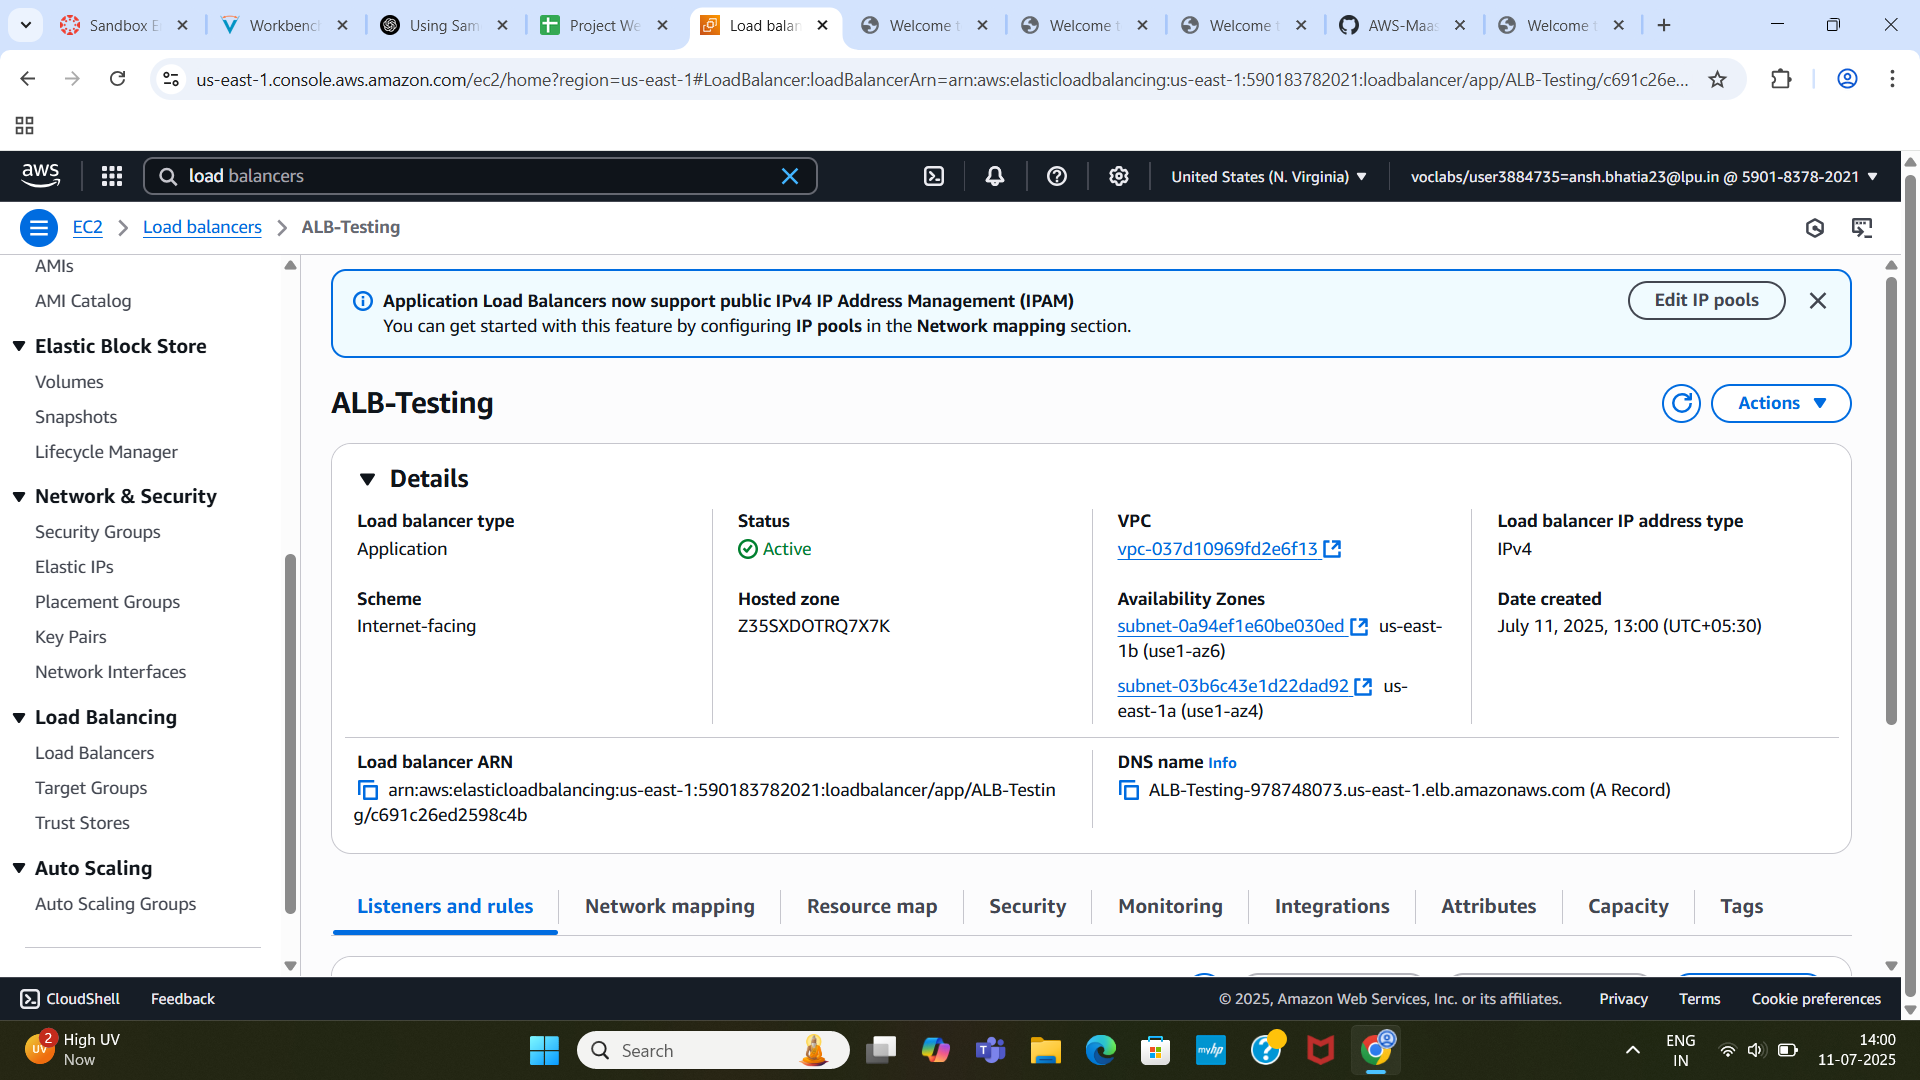 Sandbox E
Workbench
Using Sam
Project We
Load balan
Welcome t
Welcome t
Welcome t
AWS-Maas
Welcome t
us-east-1.console.aws.amazon.com/ec2/home?region=us-east-1#LoadBalancer:loadBalancerArn=arn:aws:elasticloadbalancing:us-east-1:590183782021:loadbalancer/app/ALB-Testing/c691c26e...
aws
load balancers
United States (N. Virginia)
voclabs/user3884735=ansh.bhatia23@lpu.in @ 5901-8378-2021
EC2
Load balancers
ALB-Testing
AMIs
AMI Catalog
Elastic Block Store
Volumes
Snapshots
Lifecycle Manager
Network & Security
Security Groups
Elastic IPs
Placement Groups
Key Pairs
Network Interfaces
Load Balancing
Load Balancers
Target Groups
Trust Stores
Auto Scaling
Auto Scaling Groups
Application Load Balancers now support public IPv4 IP Address Management (IPAM)
You can get started with this feature by configuring IP pools in the Network mapping section.
Edit IP pools
ALB-Testing
Actions
Details
Load balancer type
Application
Status
Active
VPC
vpc-037d10969fd2e6f13
Load balancer IP address type
IPv4
Scheme
Internet-facing
Hosted zone
Z35SXDOTRQ7X7K
Availability Zones
subnet-0a94ef1e60be030ed us-east-
1b (use1-az6)
subnet-03b6c43e1d22dad92 us-
east-1a (use1-az4)
Date created
July 11, 2025, 13:00 (UTC+05:30)
Load balancer ARN
arn:aws:elasticloadbalancing:us-east-1:590183782021:loadbalancer/app/ALB-Testin
g/c691c26ed2598c4b
DNS name Info
ALB-Testing-978748073.us-east-1.elb.amazonaws.com (A Record)
Listeners and rules
Network mapping
Resource map
Security
Monitoring
Integrations
Attributes
Capacity
Tags
CloudShell
Feedback
© 2025, Amazon Web Services, Inc. or its affiliates.
Privacy
Terms
Cookie preferences
UV
2
High UV
Now
Search
myhp
ENG
IN
14:00
11-07-2025